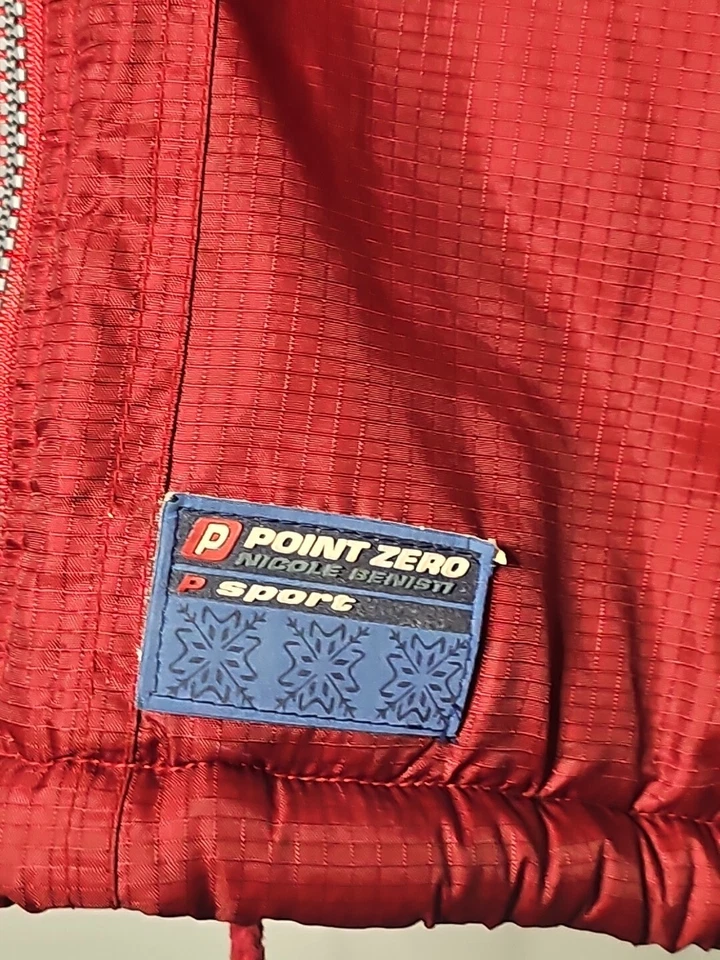 P POINT ZERO
NICOLE BENISTI
P sport